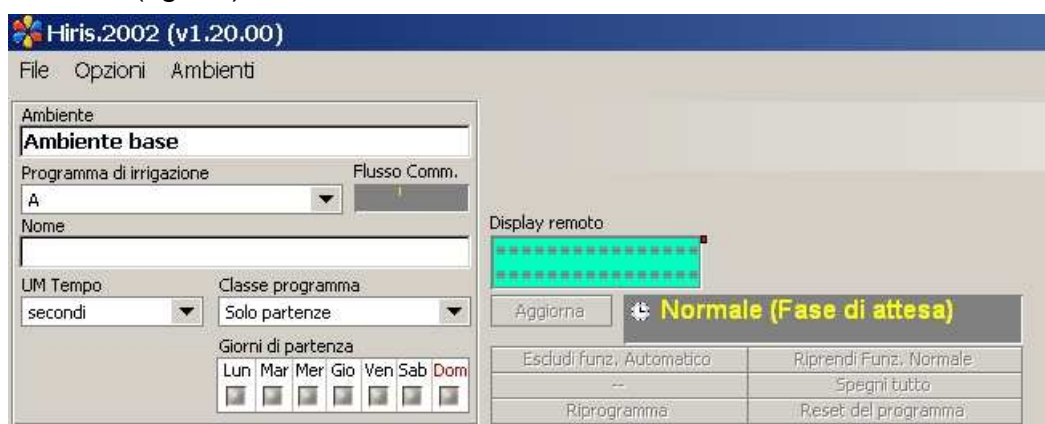 Hiris.2002 (v1.20.00)
File Opzioni Ambienti
Ambiente
Ambiente base
Programma di irrigazione Flusso Comm.
A
Nome
Display remoto
================
================
UM Tempo Classe programma
secondi Solo partenze
Aggiorna Normale (Fase di attesa)
Giorni di partenza
Lun Mar Mer Gio Ven Sab Dom
Escludi funz. Automatico Riprendi Funz. Normale
-- Spegni tutto
Riprogramma Reset del programma